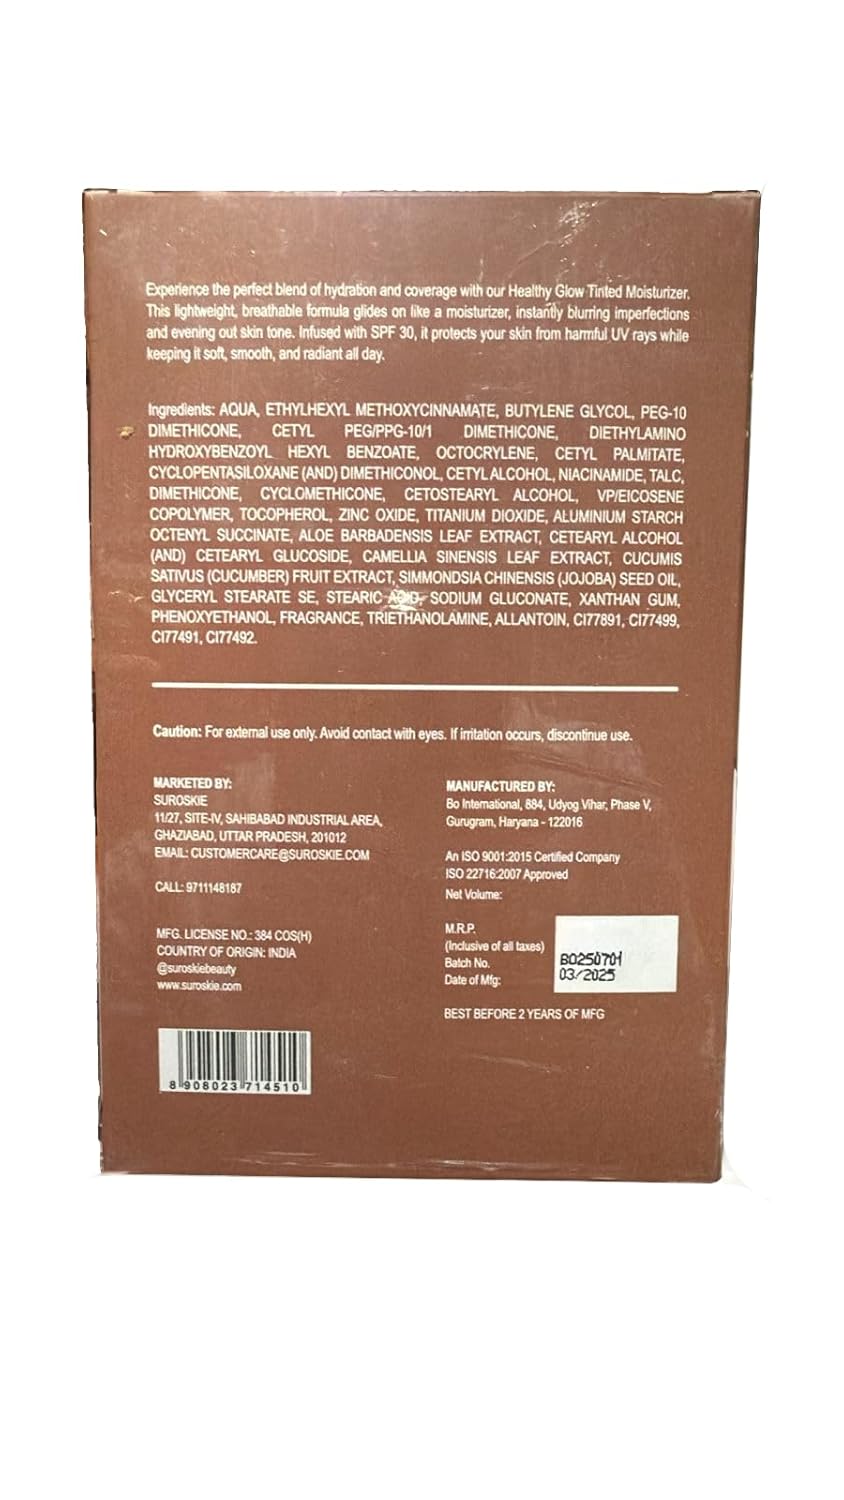 Experience the perfect blend of hydration and coverage with our Healthy Glow Tinted Moisturizer.
This lightweight, breathable formula glides on like a moisturizer, instantly blurring imperfections
and evening out skin tone. Infused with SPF 30, it protects your skin from harmful UV rays while
keeping it soft, smooth, and radiant all day.
Ingredients: AQUA, ETHYLHEXYL METHOXYCINNAMATE, BUTYLENE GLYCOL, PEG-10
DIMETHICONE, CETYL PEG/PPG-10/1 DIMETHICONE, DIETHYLAMINO
HYDROXYBENZOYL HEXYL BENZOATE, OCTOCRYLENE, CETYL PALMITATE,
CYCLOPENTASILOXANE (AND) DIMETHICONOL, CETYL ALCOHOL, NIACINAMIDE, TALC,
DIMETHICONE, CYCLOMETHICONE, CETOSTEARYL ALCOHOL, VP/EICOSENE
COPOLYMER, TOCOPHEROL, ZINC OXIDE, TITANIUM DIOXIDE, ALUMINIUM STARCH
OCTENYL SUCCINATE, ALOE BARBADENSIS LEAF EXTRACT, CETEARYL ALCOHOL
(AND) CETEARYL GLUCOSIDE, CAMELLIA SINENSIS LEAF EXTRACT, CUCUMIS
SATIVUS (CUCUMBER) FRUIT EXTRACT, SIMMONDSIA CHINENSIS (JOJOBA) SEED OIL,
GLYCERYL STEARATE SE, STEARIC ACID, SODIUM GLUCONATE, XANTHAN GUM,
PHENOXYETHANOL, FRAGRANCE, TRIETHANOLAMINE, ALLANTOIN, CI77891, CI77499,
CI77491, CI77492.
Caution: For external use only. Avoid contact with eyes. If irritation occurs, discontinue use.
MARKETED BY:
SUROSKIE
11/27, SITE-IV, SAHIBABAD INDUSTRIAL AREA,
GHAZIABAD, UTTAR PRADESH, 201012
EMAIL: CUSTOMERCARE@SUROSKIE.COM
CALL: 9711148187
MFG. LICENSE NO.: 384 COS(H)
COUNTRY OF ORIGIN: INDIA
@suroskiebeauty
www.suroskie.com
8 908023 714510
MANUFACTURED BY:
Bo International, 884, Udyog Vihar, Phase V,
Gurugram, Haryana - 122016
An ISO 9001:2015 Certified Company
ISO 22716:2007 Approved
Net Volume:
M.R.P.
(Inclusive of all taxes)
Batch No. BO250701
Date of Mfg: 03/2025
BEST BEFORE 2 YEARS OF MFG